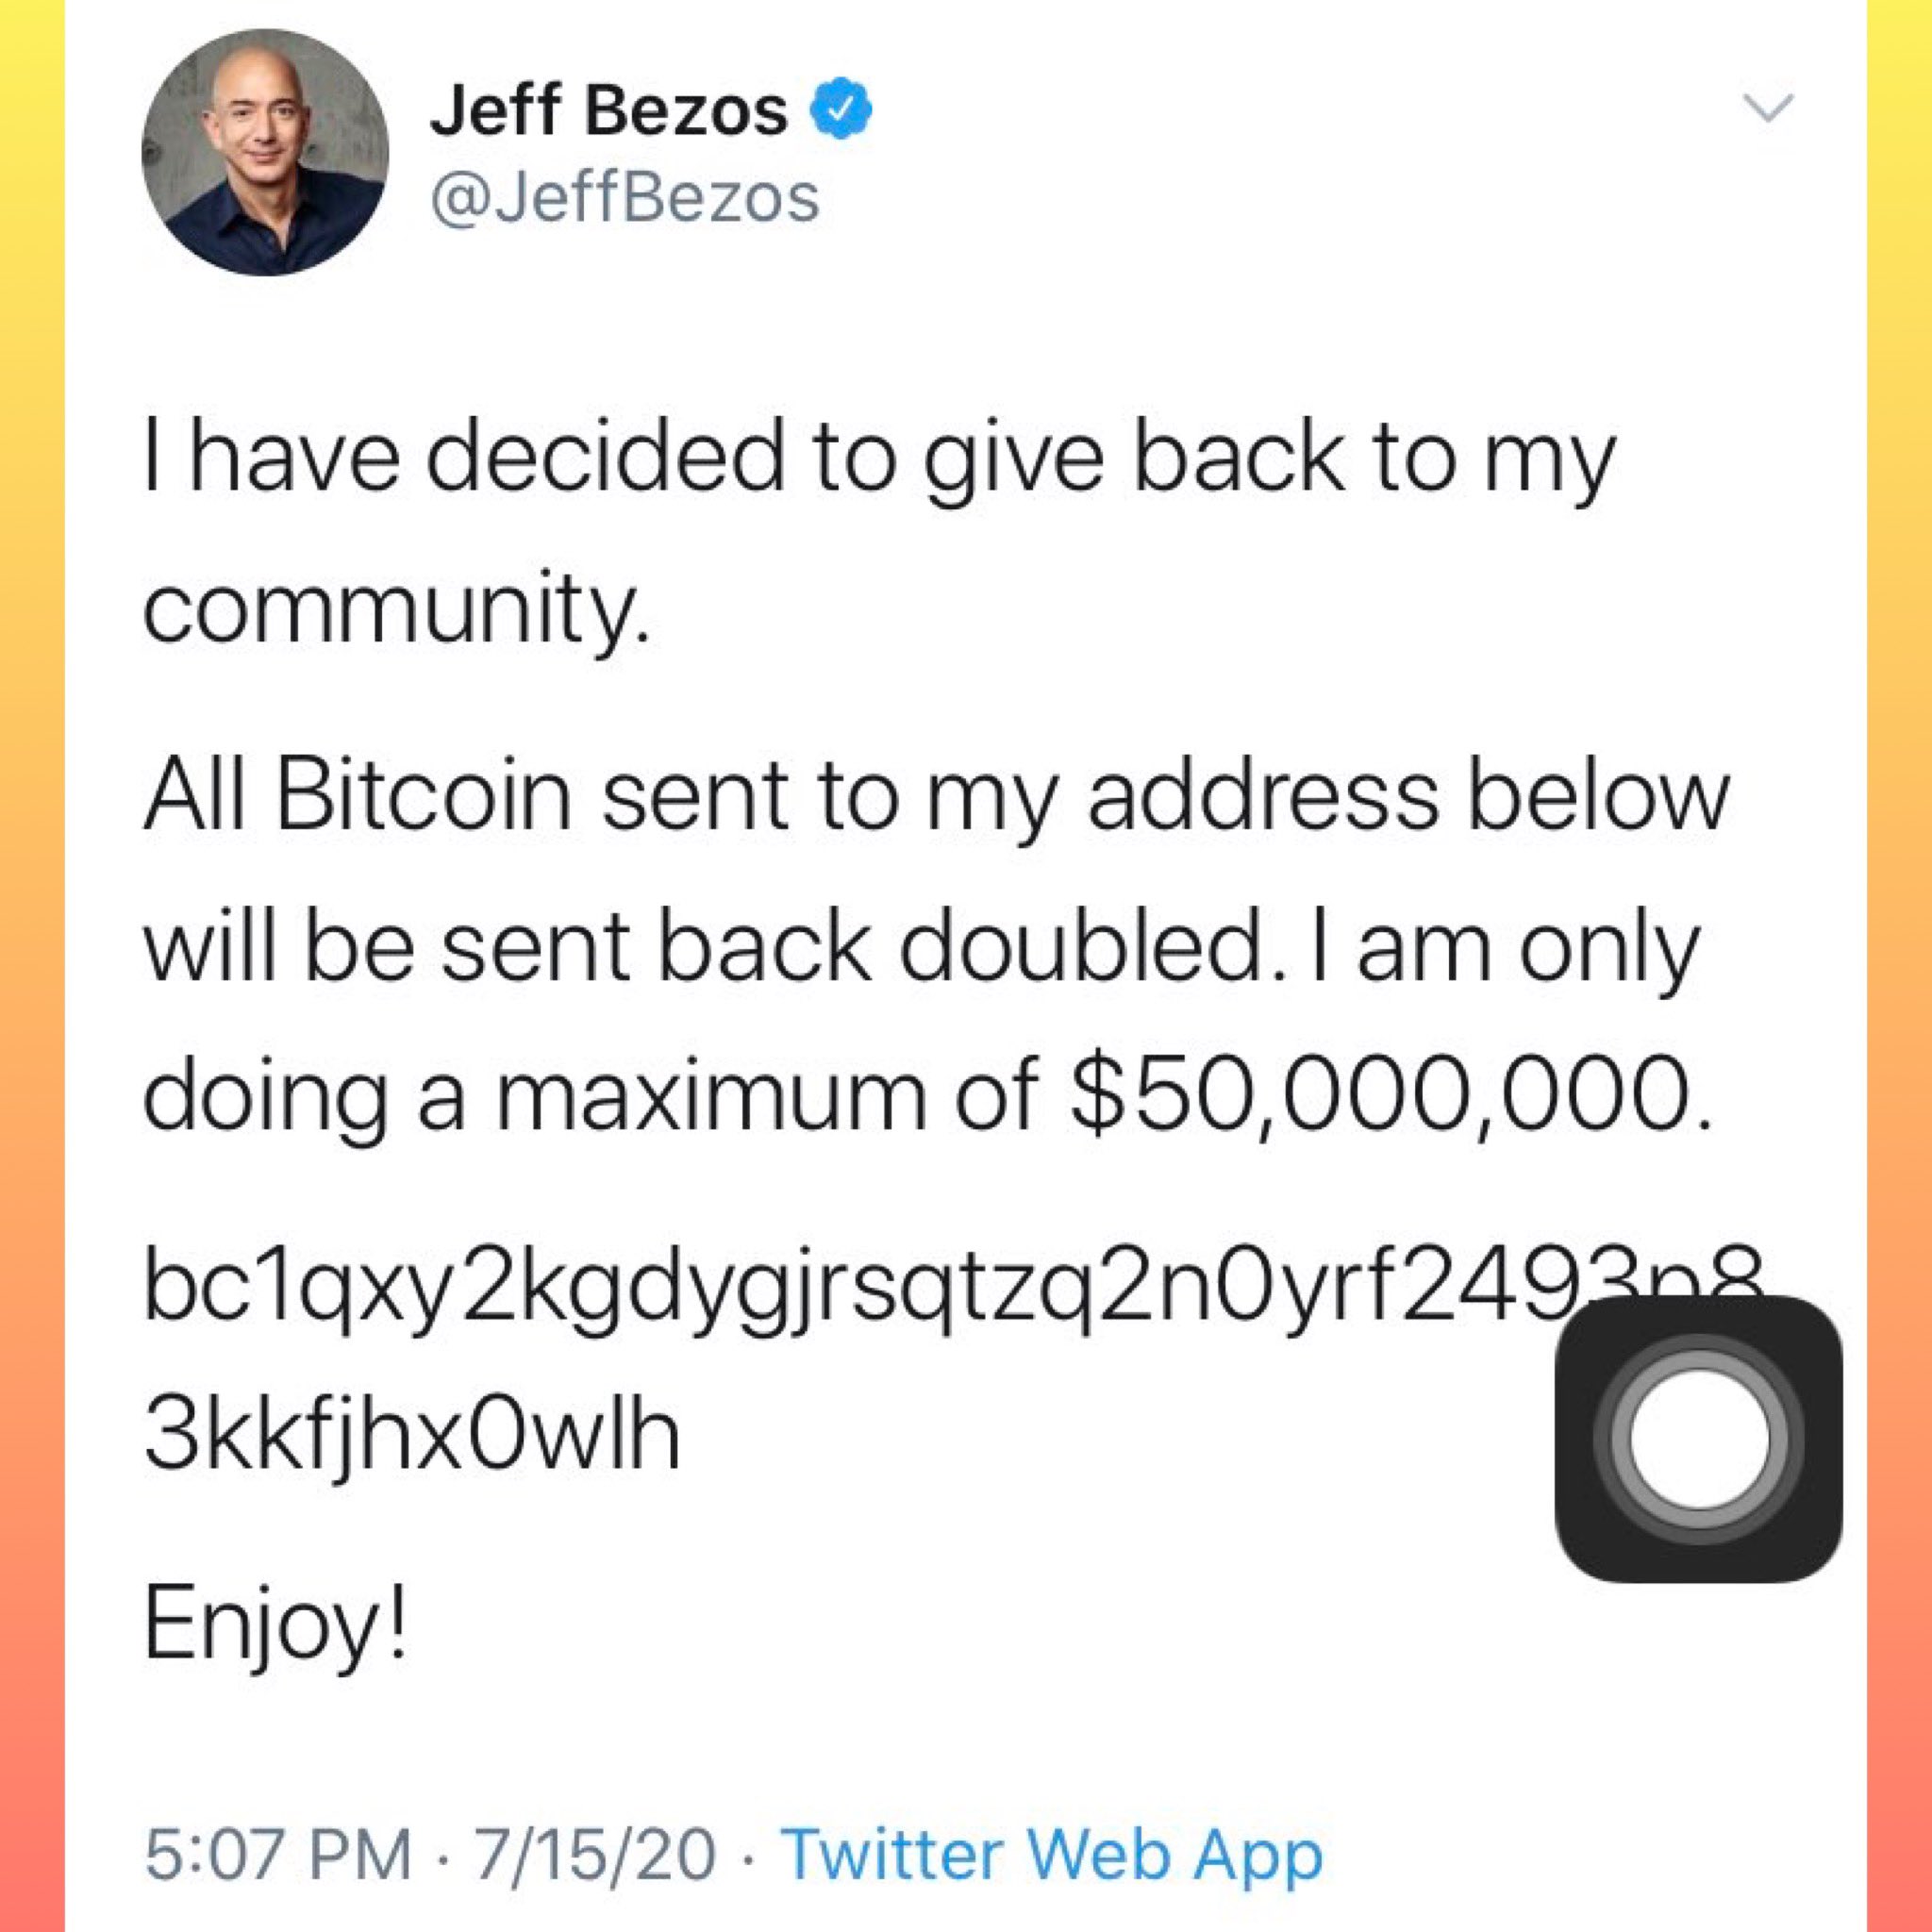 Jeff Bezos
@JeffBezos
I have decided to give back to my
community.
All Bitcoin sent to my address below
will be sent back doubled. I am only
doing a maximum of $50,000,000.
bc1qxy2kgdygjrsqtzq2n0yrf2493p8
3kkfjhx0wlh
Enjoy!
5:07 PM · 7/15/20 · Twitter Web App